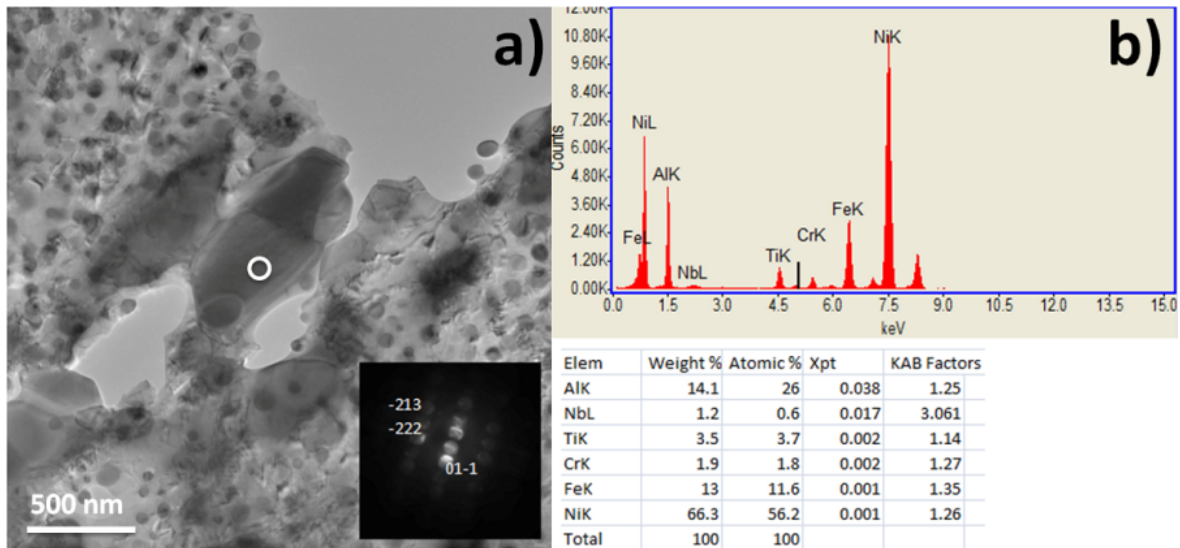 a)
-213
-222
01-1
500 nm
b)
12.00K
10.80K
9.60K
8.40K
7.20K
6.00K
4.80K
3.60K
2.40K
1.20K
0.00K
Counts
NiL
AlK
FeL
NbL
TiK
CrK
FeK
NiK
0.0 1.5 3.0 4.5 6.0 7.5 9.0 10.5 12.0 13.5 15.0
keV
Elem Weight % Atomic % Xpt KAB Factors
AlK 14.1 26 0.038 1.25
NbL 1.2 0.6 0.017 3.061
TiK 3.5 3.7 0.002 1.14
CrK 1.9 1.8 0.002 1.27
FeK 13 11.6 0.001 1.35
NiK 66.3 56.2 0.001 1.26
Total 100 100